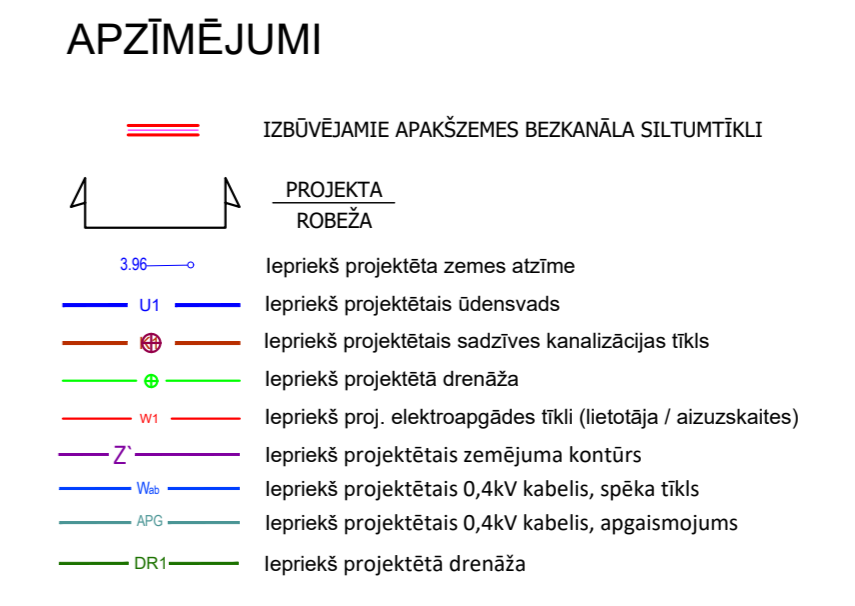 APZĪMĒJUMI
IZBŪVĒJAMIE APAKŠZEMES BEZKANĀLA SILTUMTĪKLI
PROJEKTA
ROBEŽA
3.96 Iepriekš projektēta zemes atzīme
U1 Iepriekš projektētais ūdensvads
Iepriekš projektētais sadzīves kanalizācijas tīkls
Iepriekš projektētā drenāža
W1 Iepriekš proj. elektroapgādes tīkli (lietotāja / aizuzskaites)
Z` Iepriekš projektētais zemējuma kontūrs
Wab Iepriekš projektētais 0,4kV kabelis, spēka tīkls
APG Iepriekš projektētais 0,4kV kabelis, apgaismojums
DR1 Iepriekš projektētā drenāža